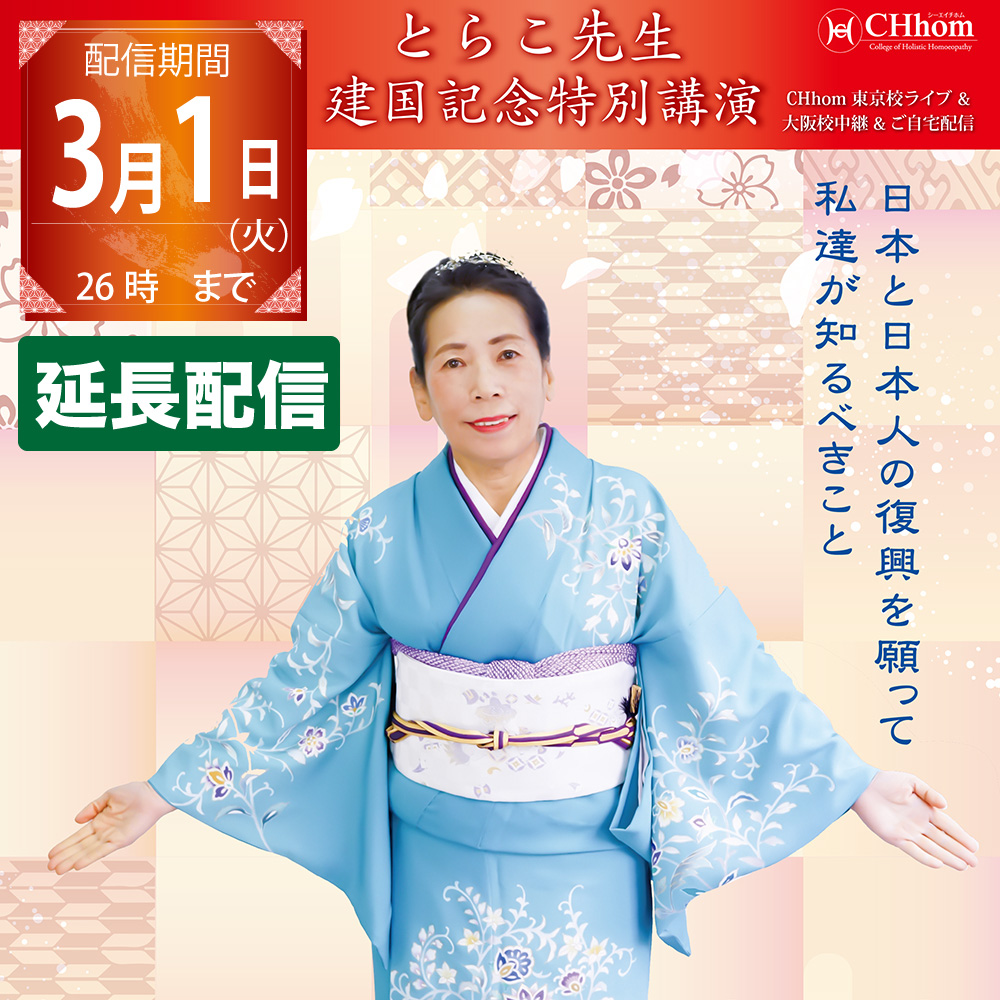 とらこ先生
建国記念特別講演
シーエイチホム
CHhom
College of Holistic Homoeopathy
CHhom 東京校ライブ &
大阪校中継 & ご自宅配信
配信期間
3月1日
(火)
26時 まで
延長配信
日本と日本人の復興を願って
私達が知るべきこと